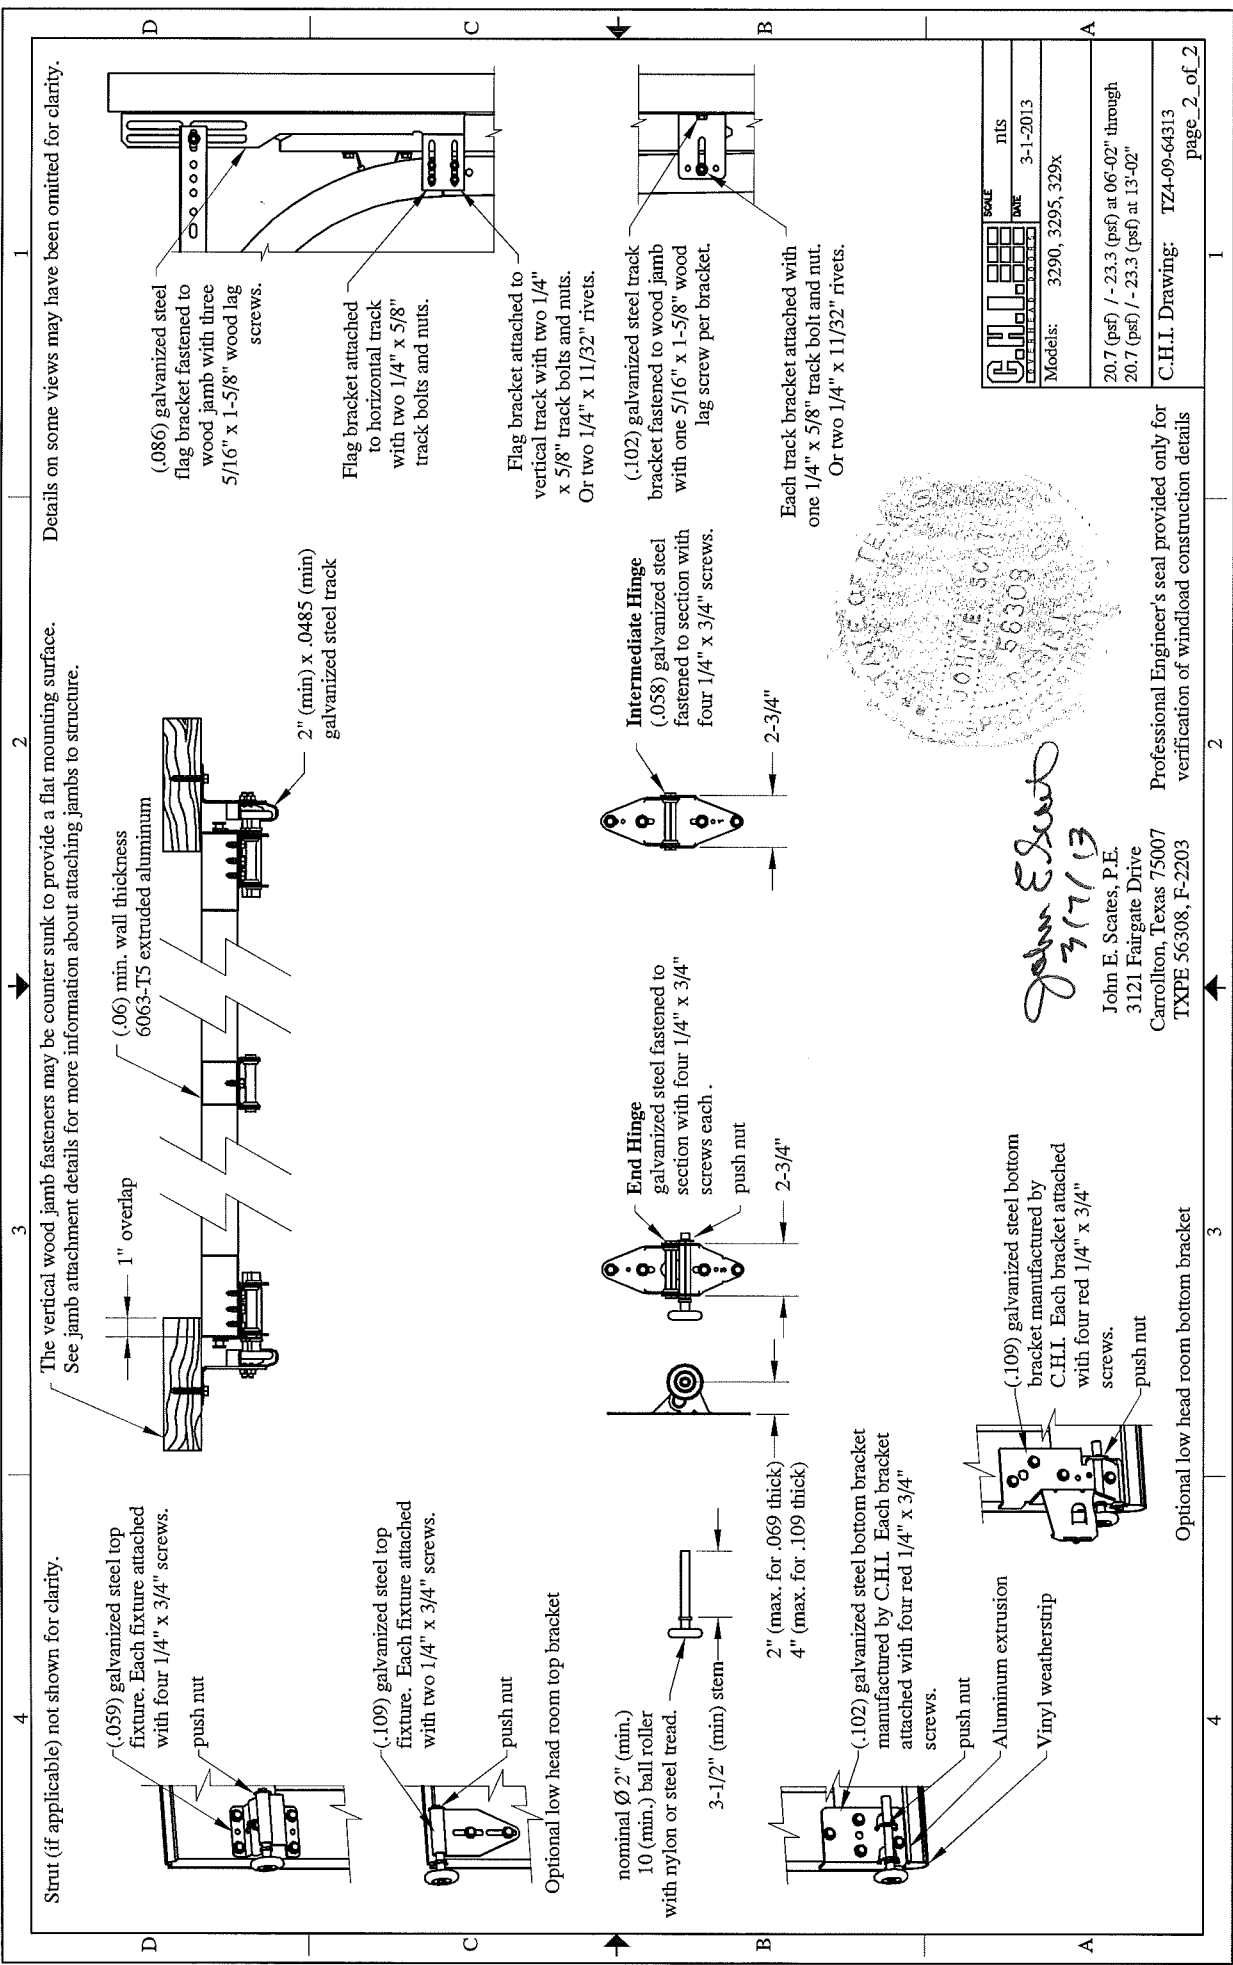 4
3
2
1
D
C
B
A
Strut (if applicable) not shown for clarity.
The vertical wood jamb fasteners may be counter sunk to provide a flat mounting surface.
See jamb attachment details for more information about attaching jambs to structure.
Details on some views may have been omitted for clarity.
(.059) galvanized steel top
fixture. Each fixture attached
with four 1/4" x 3/4" screws.
push nut
(.109) galvanized steel top
fixture. Each fixture attached
with two 1/4" x 3/4" screws.
push nut
Optional low head room top bracket
1" overlap
(.06) min. wall thickness
6063-T5 extruded aluminum
2" (min) x .0485 (min)
galvanized steel track
(.086) galvanized steel
flag bracket fastened to
wood jamb with three
5/16" x 1-5/8" wood lag
screws.
Flag bracket attached
to horizontal track
with two 1/4" x 5/8"
track bolts and nuts.
Flag bracket attached to
vertical track with two 1/4"
x 5/8" track bolts and nuts.
Or two 1/4" x 11/32" rivets.
nominal Ø 2" (min.)
10 (min.) ball roller
with nylon or steel tread.
3-1/2" (min) stem
2" (max. for .069 thick)
4" (max. for .109 thick)
End Hinge
galvanized steel fastened to
section with four 1/4" x 3/4"
screws each .
push nut
2-3/4"
Intermediate Hinge
(.058) galvanized steel
fastened to section with
four 1/4" x 3/4" screws.
2-3/4"
(.102) galvanized steel track
bracket fastened to wood jamb
with one 5/16" x 1-5/8" wood
lag screw per bracket.
Each track bracket attached with
one 1/4" x 5/8" track bolt and nut.
Or two 1/4" x 11/32" rivets.
(.102) galvanized steel bottom bracket
manufactured by C.H.I. Each bracket
attached with four red 1/4" x 3/4"
screws.
push nut
Aluminum extrusion
Vinyl weatherstrip
(.109) galvanized steel bottom
bracket manufactured by
C.H.I. Each bracket attached
with four red 1/4" x 3/4"
screws.
push nut
Optional low head room bottom bracket
John E. Scates
3/7/13
John E. Scates, P.E.
3121 Fairgate Drive
Carrollton, Texas 75007
TXPE 56308, F-2203
JOHN E. SCATE
56308
Professional Engineer's seal provided only for
verification of windload construction details
C.H.I.
OVERHEAD DOORS
SCALE
nts
DATE
3-1-2013
Models: 3290, 3295, 329x
20.7 (psf) / - 23.3 (psf) at 06'-02" through
20.7 (psf) / - 23.3 (psf) at 13'-02"
C.H.I. Drawing: TZ4-09-64313
page_2_of_2
4
3
2
1
D
C
B
A